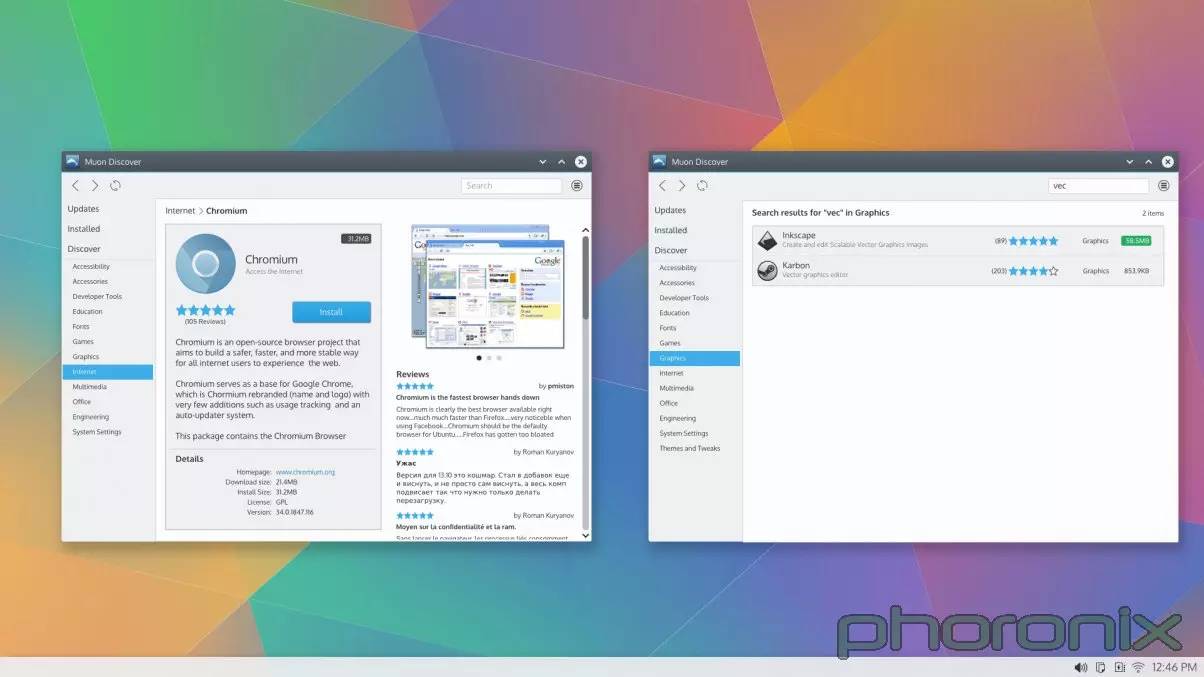 Muon Discover
Search
Updates
Installed
Discover
Accessibility
Accessories
Developer Tools
Education
Fonts
Games
Graphics
Internet
Multimedia
Office
Engineering
System Settings
Internet > Chromium
31.2MB
Chromium
Access the Internet
(105 Reviews)
Install
Chromium is an open-source browser project that
aims to build a safer, faster, and more stable way
for all internet users to experience the web.
Chromium serves as a base for Google Chrome,
which is Chormium rebranded (name and logo) with
very few additions such as usage tracking and an
auto-updater system.
This package contains the Chromium Browser
Details
Homepage: www.chromium.org
Download size: 21.4MB
Install Size: 31.2MB
License: GPL
Version: 34.0.1847.116
Google
Reviews
by pmiston
Chromium is the fastest browser hands down
Chromium is clearly the best browser available right
now...much much faster than Firefox....very noticeble when
using Facebook...Chromium should be the defaulty
browser for Ubuntu....Firefox has gotten too bloated
by Roman Kuryanov
Ужас
Версия для 13.10 это кошмар. Стал в добавок еще
и виснуть, и не просто сам виснуть, а весь комп
подвисает так что нужно только делать
перезагрузку.
by Roman Kuryanov
Moyen sur la confidentialité et la ram.
Sans lancer le navigateur, les processus liés consomment
Muon Discover
vec
Updates
Installed
Discover
Accessibility
Accessories
Developer Tools
Education
Fonts
Games
Graphics
Internet
Multimedia
Office
Engineering
System Settings
Themes and Tweaks
Search results for "vec" in Graphics
2 items
Inkscape
Create and edit Scalable Vector Graphics Images
(89)
Graphics
58.5MB
Karbon
Vector graphics editor
(203)
Graphics
853.9KB
phoronix
12:46 PM